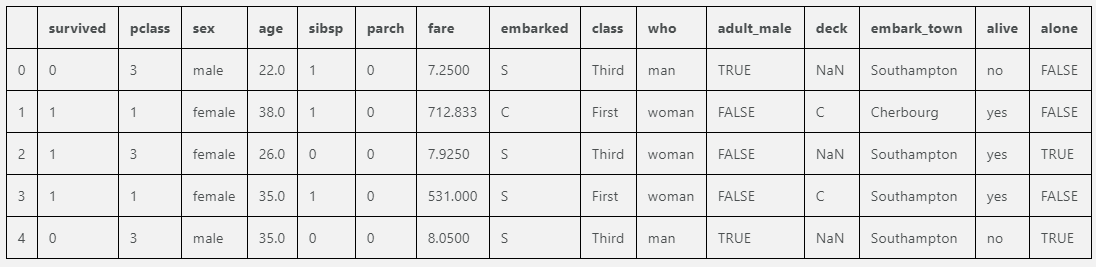 survived pclass sex age sibsp parch fare embarked class who adult_male deck embark_town alive alone
0 0 3 male 22.0 1 0 7.2500 S Third man TRUE NaN Southampton no FALSE
1 1 1 female 38.0 1 0 712.833 C First woman FALSE C Cherbourg yes FALSE
2 1 3 female 26.0 0 0 7.9250 S Third woman FALSE NaN Southampton yes TRUE
3 1 1 female 35.0 1 0 531.000 S First woman FALSE C Southampton yes FALSE
4 0 3 male 35.0 0 0 8.0500 S Third man TRUE NaN Southampton no TRUE